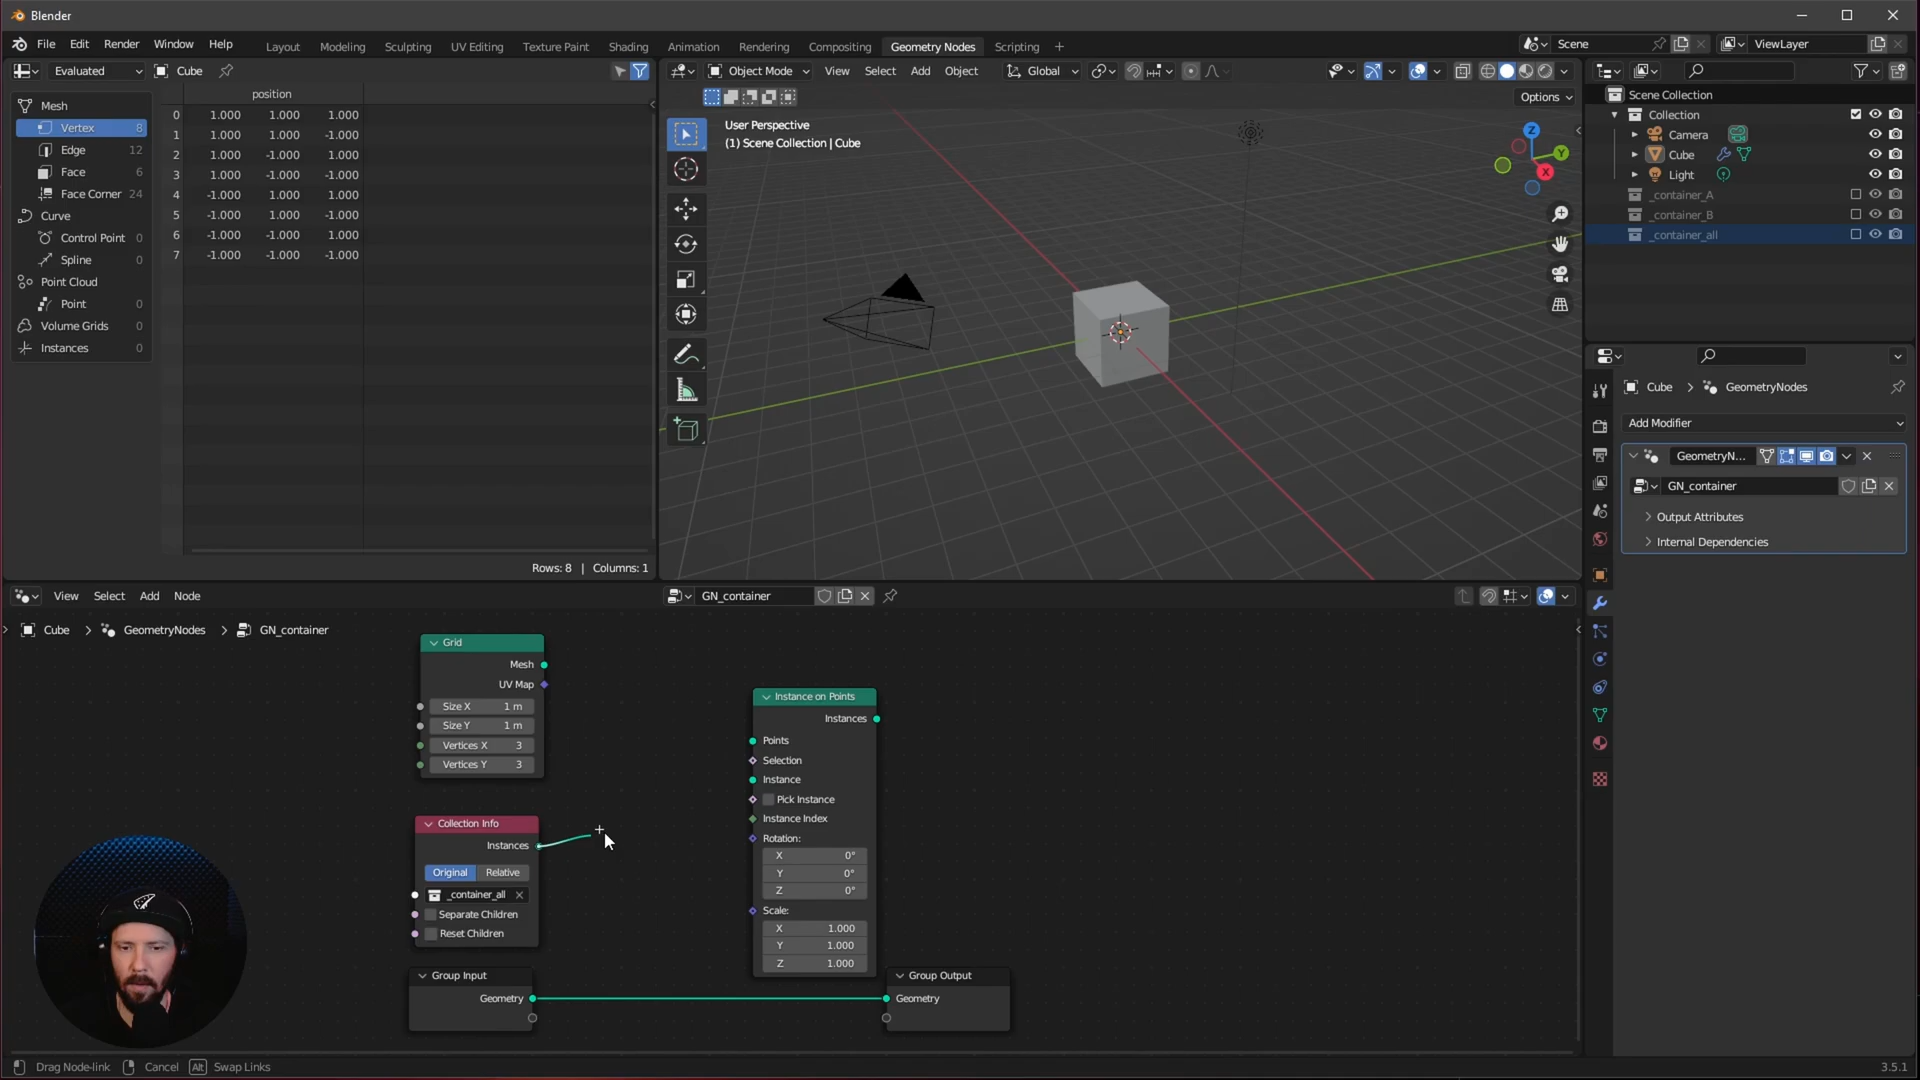 Blender
File Edit Render Window Help Layout Modeling Sculpting UV Editing Texture Paint Shading Animation Rendering Compositing Geometry Nodes Scripting + Scene ViewLayer
Evaluated Cube
Object Mode View Select Add Object Global
Options
position
Mesh
Vertex 8
Edge 12
Face 6
Face Corner 24
Curve
Control Point 0
Spline 0
Point Cloud
Point 0
Volume Grids 0
Instances 0
0 1.000 1.000 1.000
1 1.000 1.000 -1.000
2 1.000 -1.000 1.000
3 1.000 -1.000 -1.000
4 -1.000 1.000 1.000
5 -1.000 1.000 -1.000
6 -1.000 -1.000 1.000
7 -1.000 -1.000 -1.000
Rows: 8 | Columns: 1
User Perspective
(1) Scene Collection | Cube
Z
Y
X
Scene Collection
Collection
Camera
Cube
Light
_container_A
_container_B
_container_all
Cube > GeometryNodes
Add Modifier
GeometryN...
GN_container
Output Attributes
Internal Dependencies
View Select Add Node GN_container
Cube > GeometryNodes > GN_container
Grid
Mesh
UV Map
Size X 1 m
Size Y 1 m
Vertices X 3
Vertices Y 3
Collection Info
Instances
Original Relative
_container_all
Separate Children
Reset Children
Group Input
Geometry
Instance on Points
Instances
Points
Selection
Instance
Pick Instance
Instance Index
Rotation:
X 0°
Y 0°
Z 0°
Scale:
X 1.000
Y 1.000
Z 1.000
Group Output
Geometry
Drag Node-link Cancel Alt Swap Links 3.5.1